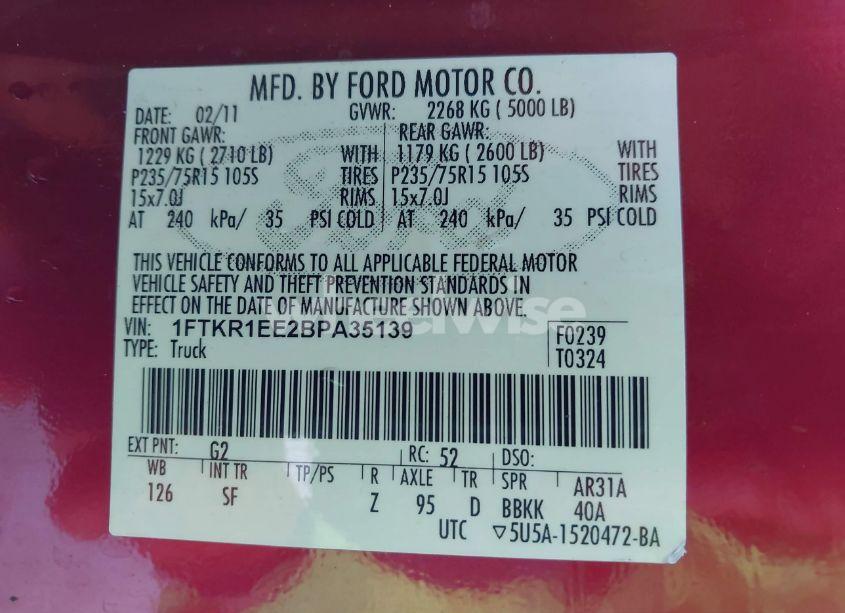 MFD. BY FORD MOTOR CO.
DATE: 02/11 GVWR: 2268 KG ( 5000 LB)
FRONT GAWR: REAR GAWR:
1229 KG ( 2710 LB) WITH 1179 KG ( 2600 LB) WITH
P235/75R15 105S TIRES P235/75R15 105S TIRES
15x7.0J RIMS 15x7.0J RIMS
AT 240 kPa/ 35 PSI COLD AT 240 kPa/ 35 PSI COLD
THIS VEHICLE CONFORMS TO ALL APPLICABLE FEDERAL MOTOR
VEHICLE SAFETY AND THEFT PREVENTION STANDARDS IN
EFFECT ON THE DATE OF MANUFACTURE SHOWN ABOVE.
VIN: 1FTKR1EE2BPA35139 F0239
TYPE: Truck T0324
EXT PNT: G2 RC: 52 DSO:
WB INT TR TP/PS R AXLE TR SPR AR31A
126 SF Z 95 D BBKK 40A
UTC ▽5U5A-1520472-BA